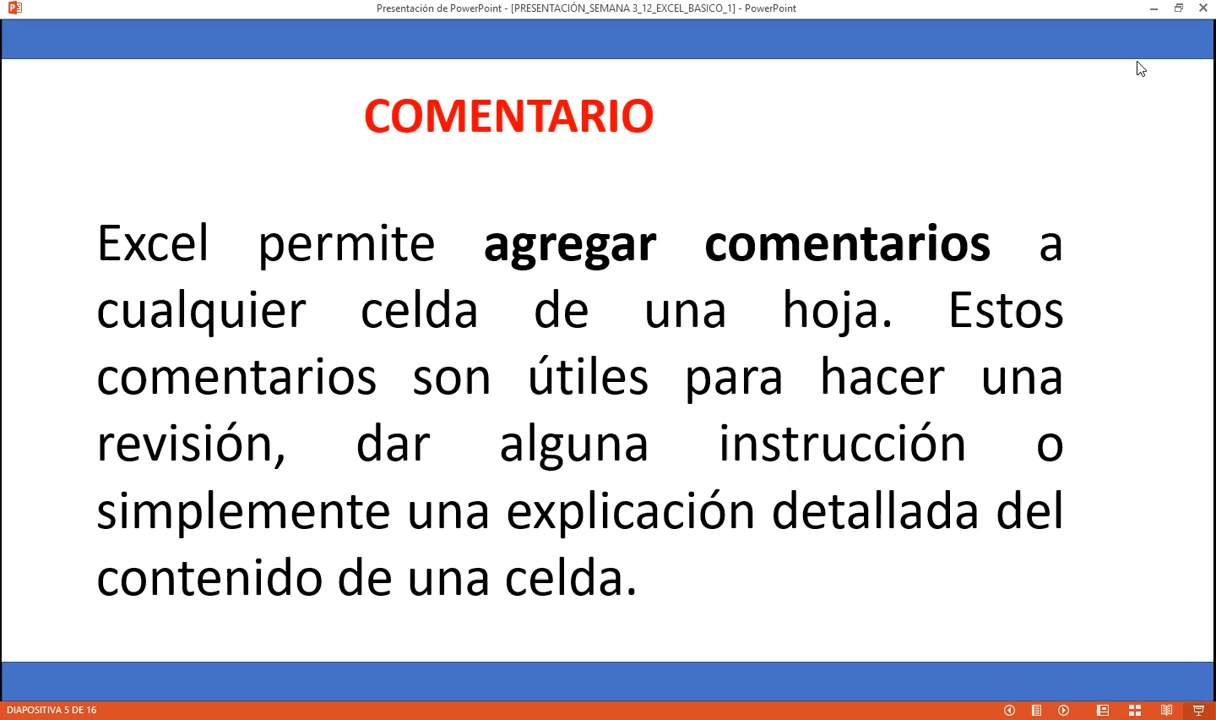 Presentación de PowerPoint - [PRESENTACIÓN_SEMANA 3_12_EXCEL_BASICO_1] - PowerPoint
COMENTARIO
Excel permite agregar comentarios a
cualquier celda de una hoja. Estos
comentarios son útiles para hacer una
revisión, dar alguna instrucción o
simplemente una explicación detallada del
contenido de una celda.
DIAPOSITIVA 5 DE 16